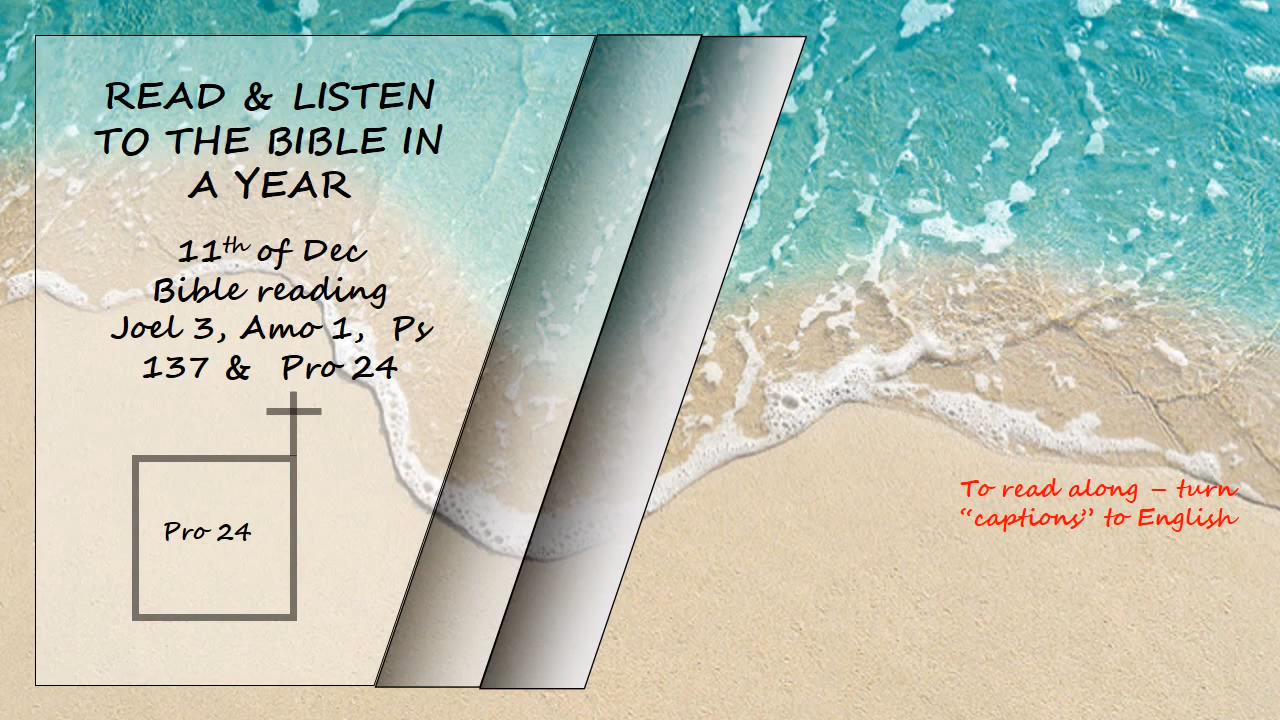 READ & LISTEN
TO THE BIBLE IN
A YEAR
11th of Dec
Bible reading
Joel 3, Amo 1, Ps
137 & Pro 24
Pro 24
To read along – turn
“captions” to English